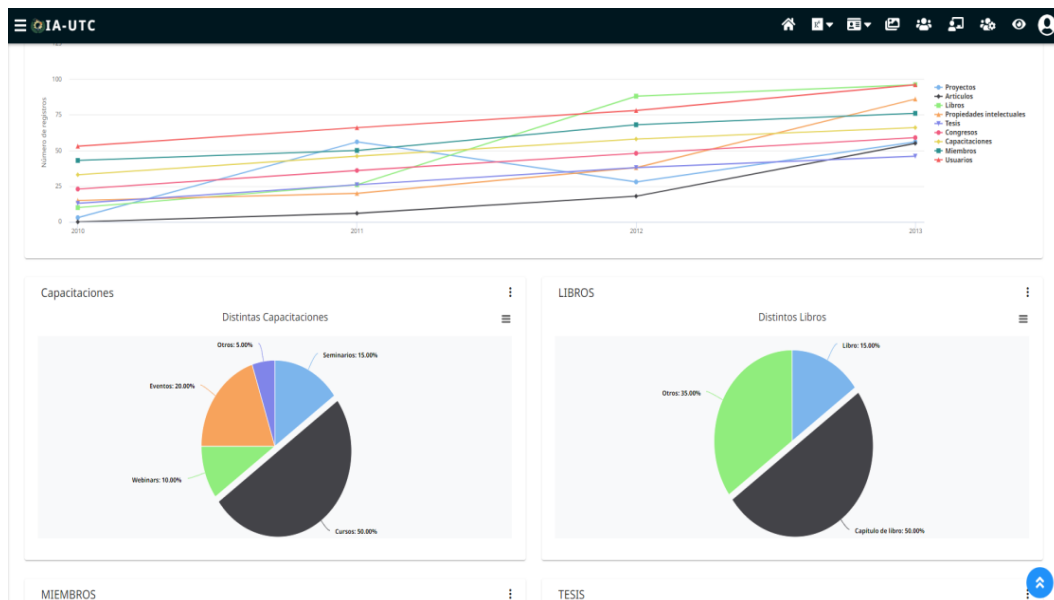 IA-UTC
125
100
75
50
25
0
Número de registros
2010
2011
2012
2013
Proyectos
Artículos
Libros
Propiedades intelectuales
Tesis
Congresos
Capacitaciones
Miembros
Usuarios
Capacitaciones
Distintas Capacitaciones
Otros: 5.00%
Seminarios: 15.00%
Eventos: 20.00%
Webinars: 10.00%
Cursos: 50.00%
LIBROS
Distintos Libros
Libro: 15.00%
Otros: 35.00%
Capítulo de libro: 50.00%
MIEMBROS
TESIS